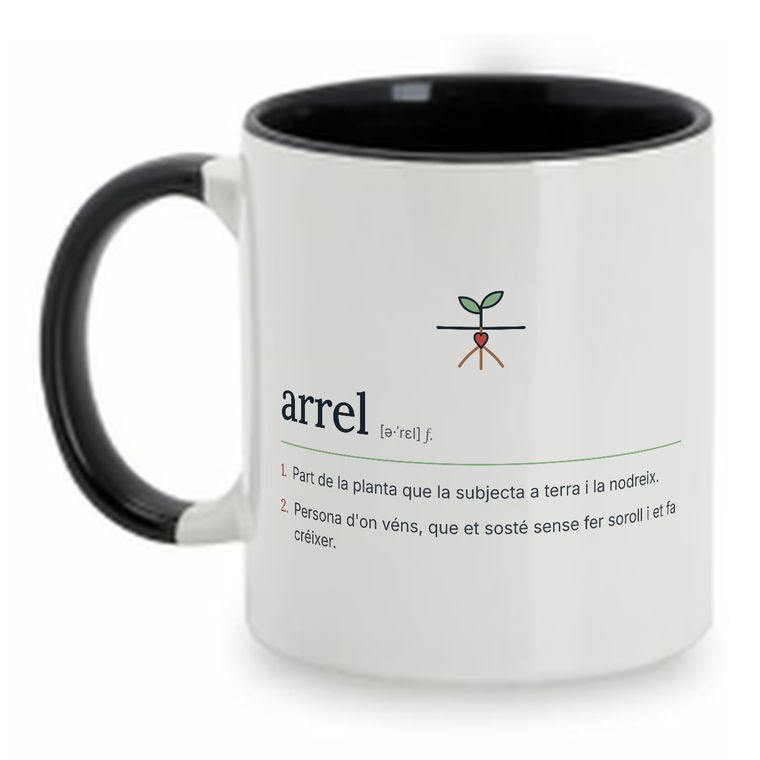 arrel [ə·ˈrɛl] f.
1. Part de la planta que la subjecta a terra i la nodreix.
2. Persona d'on véns, que et sosté sense fer soroll i et fa
créixer.